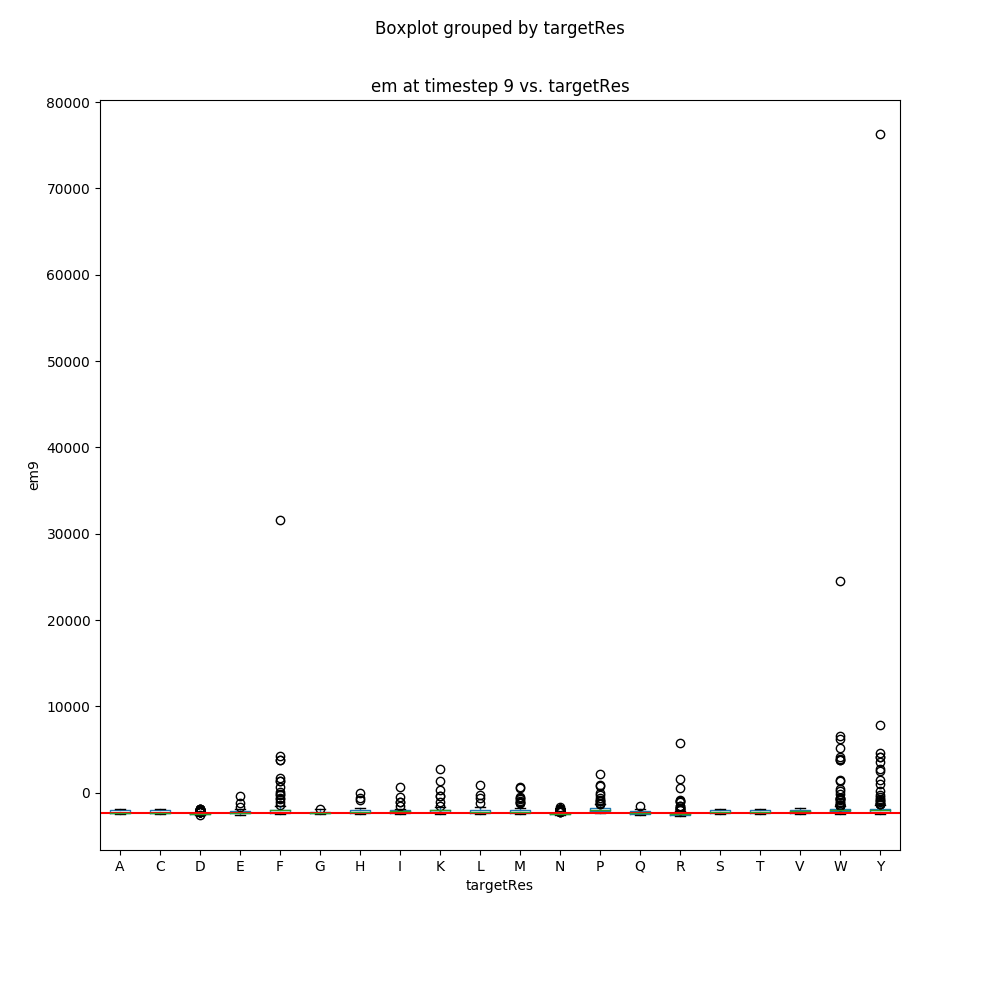 Boxplot grouped by targetRes
em at timestep 9 vs. targetRes
80000
70000
60000
50000
40000
30000
20000
10000
0
em9
A C D E F G H I K L M N P Q R S T V W Y
targetRes